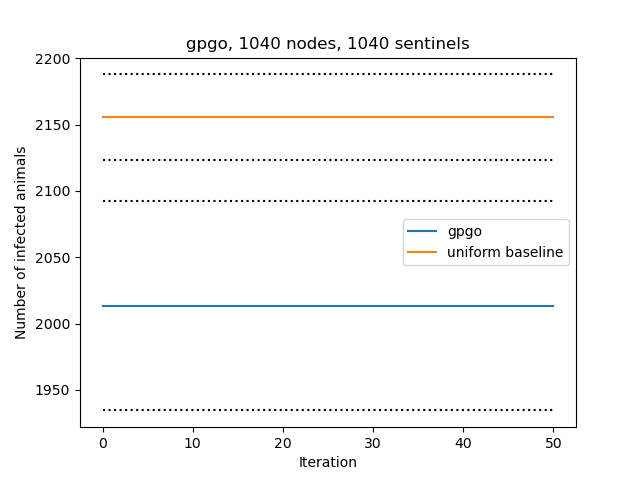 gpgo, 1040 nodes, 1040 sentinels
Number of infected animals
2200
2150
2100
2050
2000
1950
gpgo
uniform baseline
0 10 20 30 40 50
Iteration